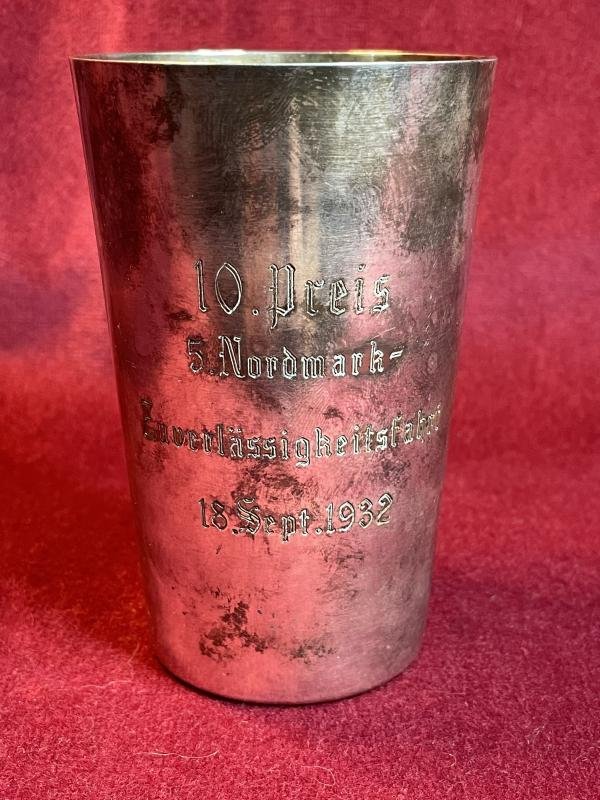 10. Preis
5. Nordmark-
Zuverlässigkeitsfahrt
18. Sept. 1932